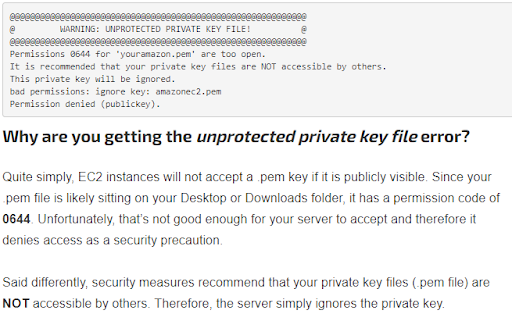 @@@@@@@@@@@@@@@@@@@@@@@@@@@@@@@@@@@@@@@@@@@@@@@@@@@@@@@@@@@
@ WARNING: UNPROTECTED PRIVATE KEY FILE! @
@@@@@@@@@@@@@@@@@@@@@@@@@@@@@@@@@@@@@@@@@@@@@@@@@@@@@@@@@@@
Permissions 0644 for 'youramazon.pem' are too open.
It is recommended that your private key files are NOT accessible by others.
This private key will be ignored.
bad permissions: ignore key: amazonec2.pem
Permission denied (publickey).
Why are you getting the unprotected private key file error?
Quite simply, EC2 instances will not accept a .pem key if it is publicly visible. Since your
.pem file is likely sitting on your Desktop or Downloads folder, it has a permission code of
0644. Unfortunately, that’s not good enough for your server to accept and therefore it
denies access as a security precaution.
Said differently, security measures recommend that your private key files (.pem file) are
NOT accessible by others. Therefore, the server simply ignores the private key.